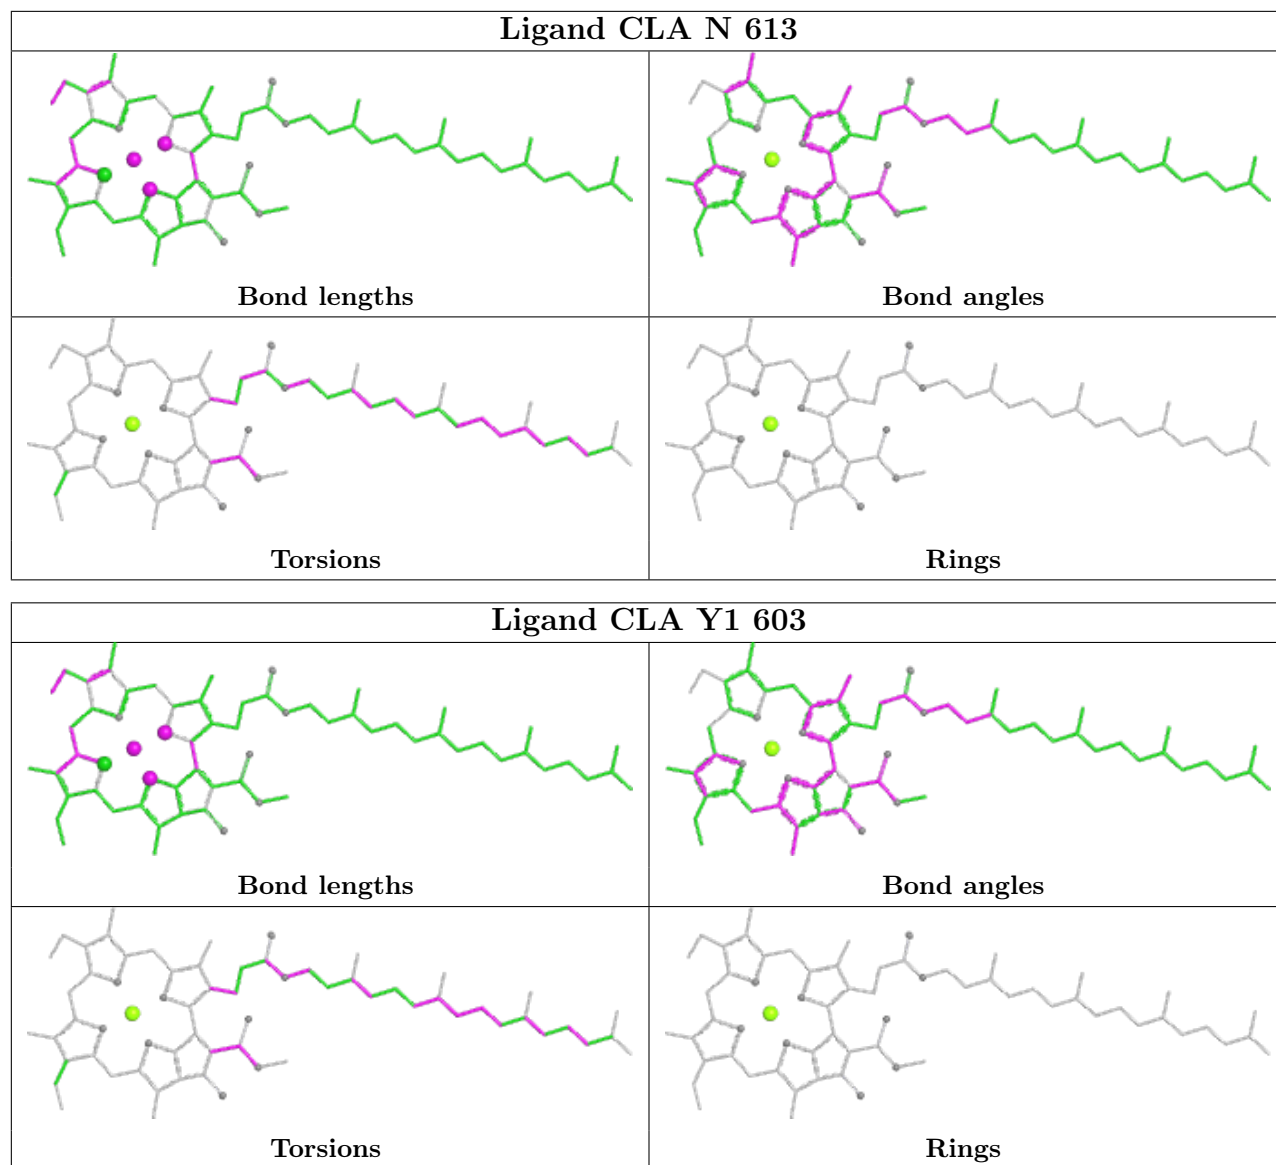 Ligand CLA N 613
Bond lengths
Bond angles
Torsions
Rings
Ligand CLA Y1 603
Bond lengths
Bond angles
Torsions
Rings